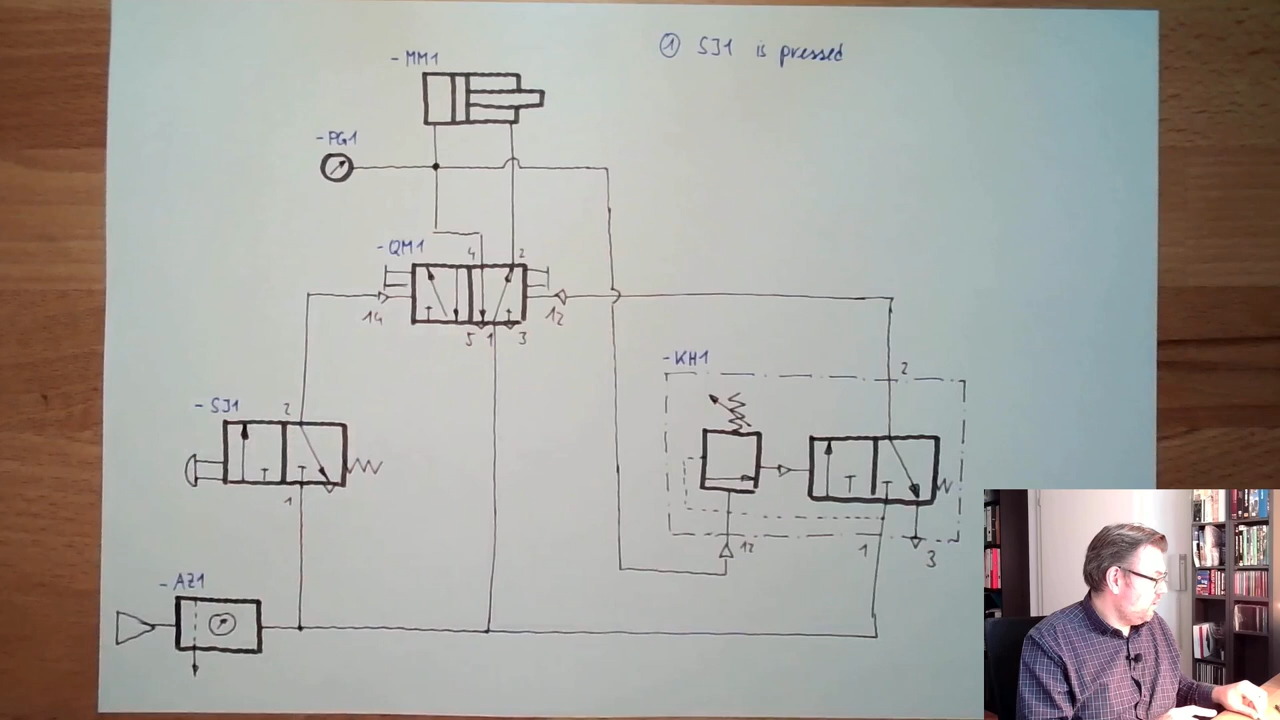 ① SJ1 is pressed
-MM1
-PG1
-QM1
4 2
14 12
5 1 3
-KH1
2
-SJ1 2
1
12 1 3
-AZ1